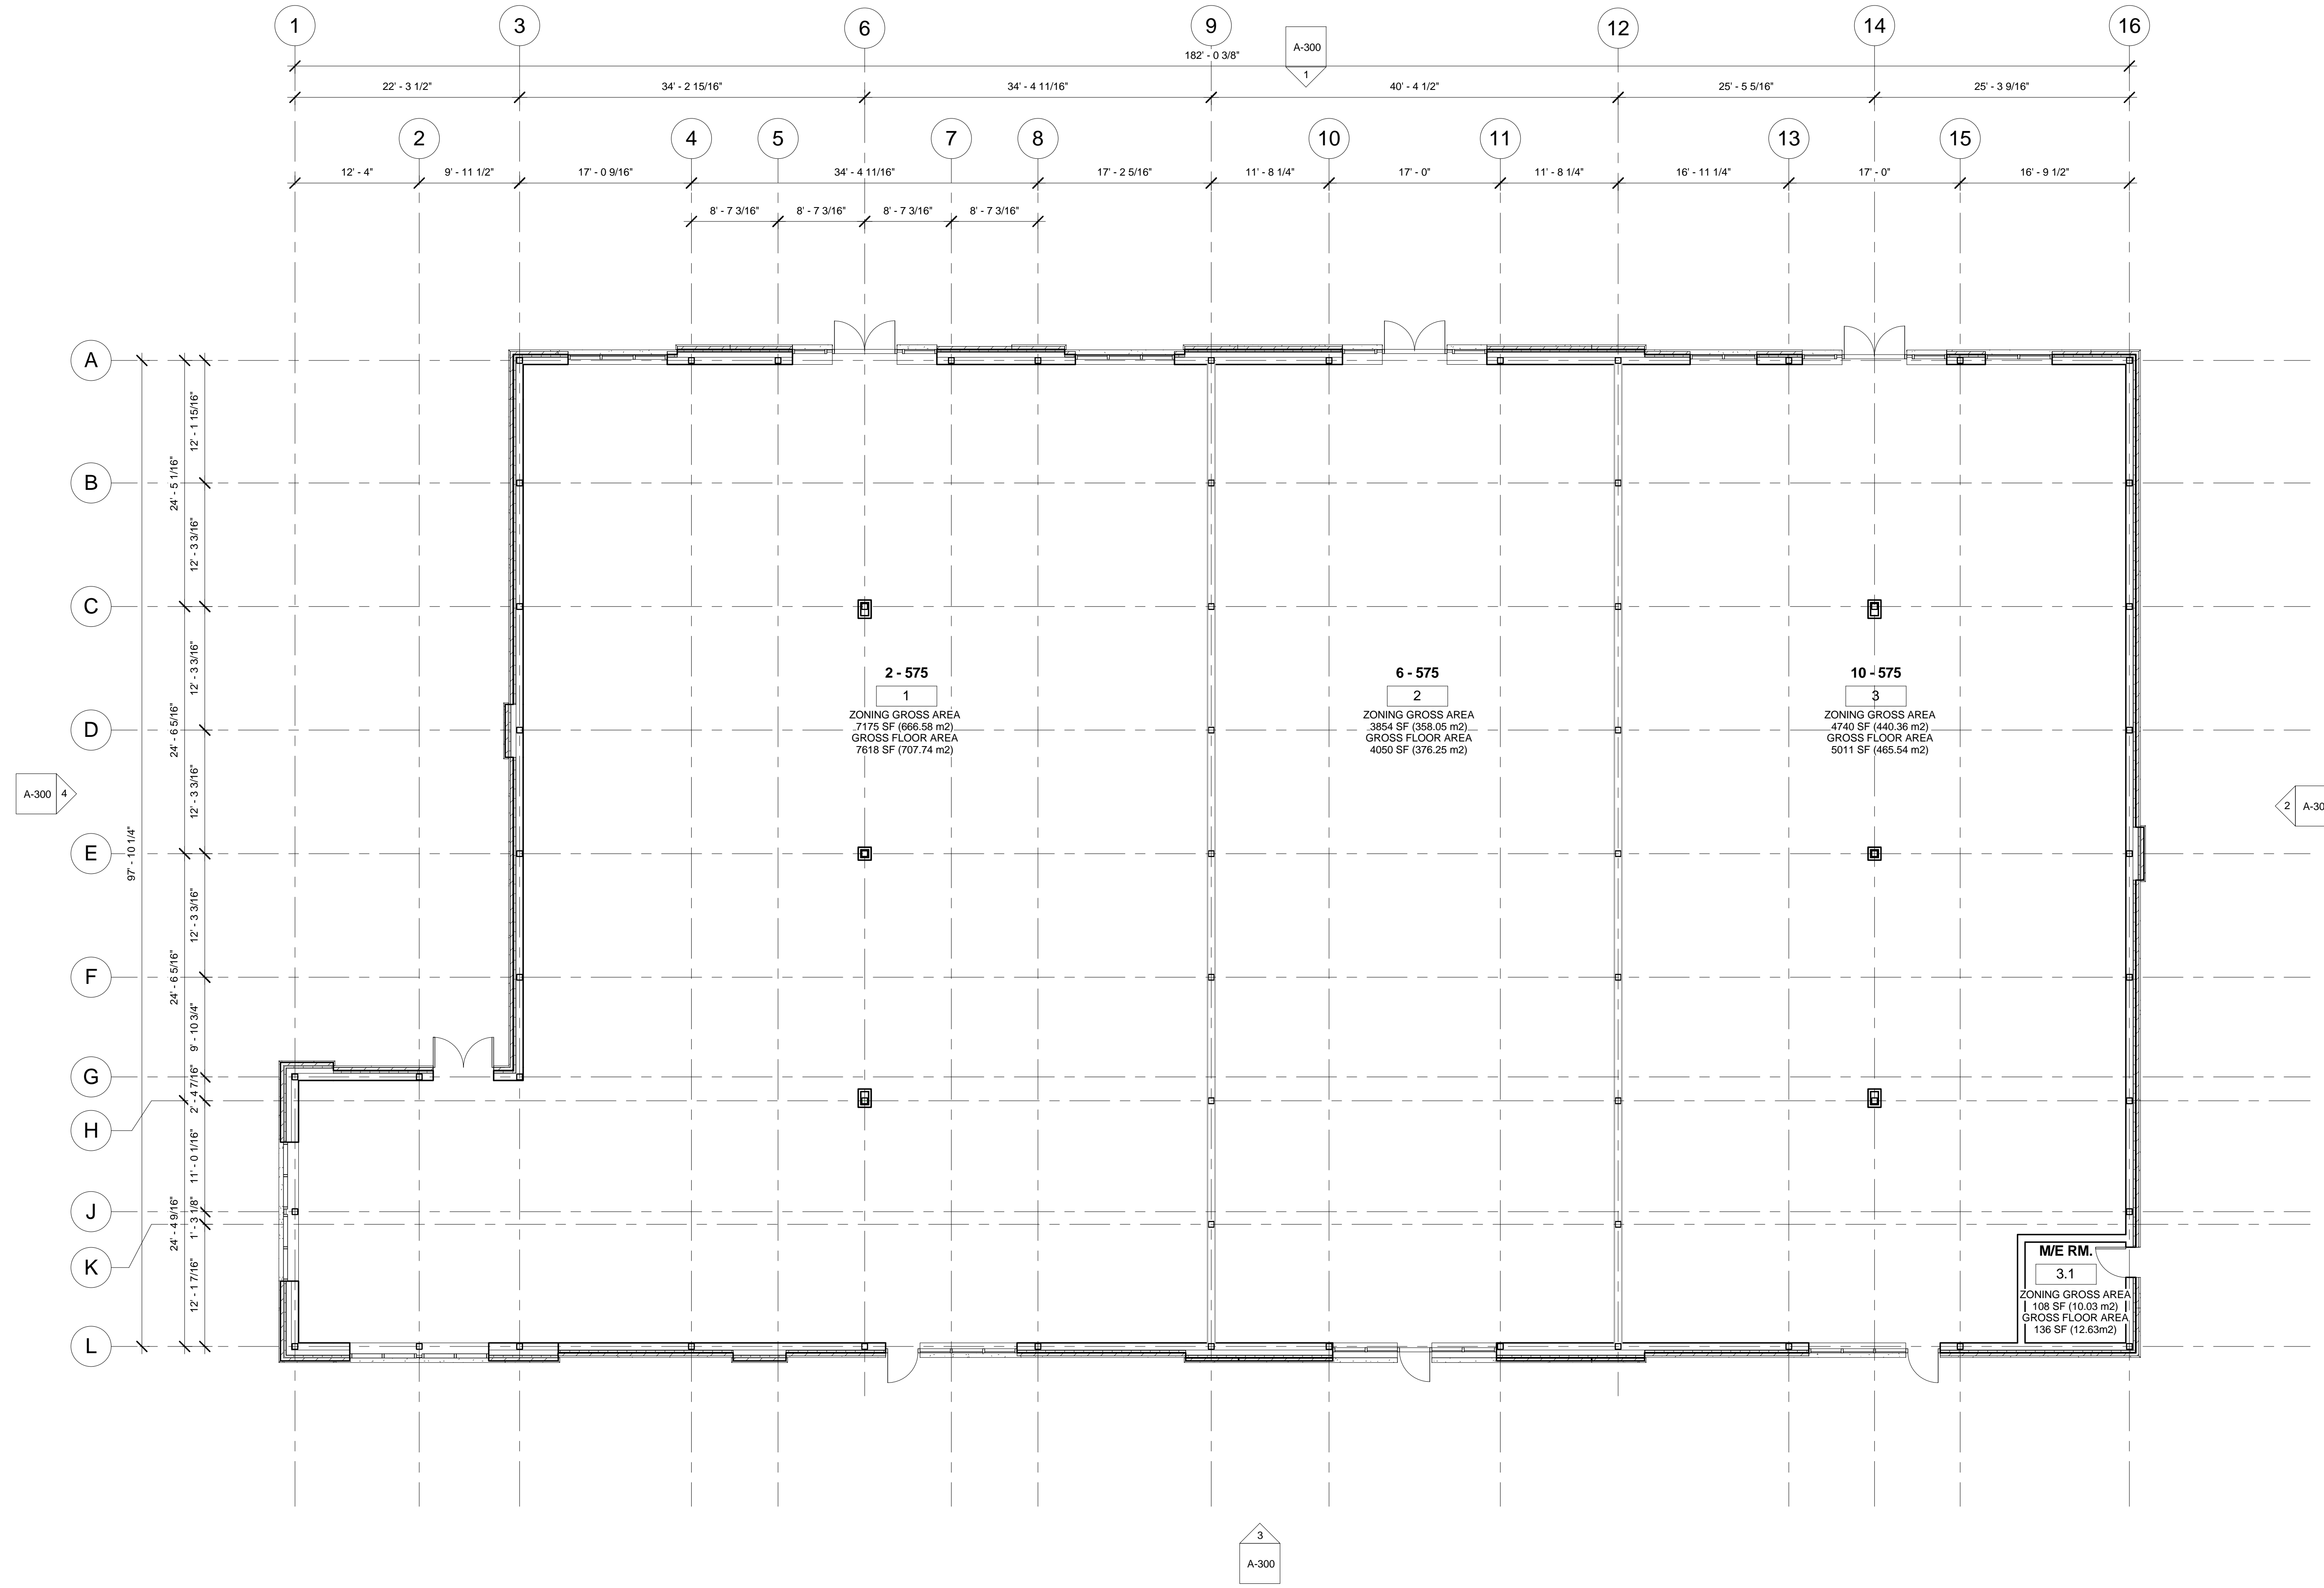 1
3
6
9
12
14
16
A-300
1
182' - 0 3/8"
22' - 3 1/2"
34' - 2 15/16"
34' - 4 11/16"
40' - 4 1/2"
25' - 5 5/16"
25' - 3 9/16"
2
4
5
7
8
10
11
13
15
12' - 4"
9' - 11 1/2"
17' - 0 9/16"
34' - 4 11/16"
17' - 2 5/16"
11' - 8 1/4"
17' - 0"
11' - 8 1/4"
16' - 11 1/4"
17' - 0"
16' - 9 1/2"
8' - 7 3/16"
8' - 7 3/16"
8' - 7 3/16"
8' - 7 3/16"
A
B
C
D
E
F
G
H
J
K
L
97' - 10 1/4"
24' - 5 1/16"
24' - 6 5/16"
24' - 6 5/16"
24' - 4 9/16"
12' - 1 15/16"
12' - 3 3/16"
12' - 3 3/16"
12' - 3 3/16"
12' - 3 3/16"
9' - 10 3/4"
2' - 4 7/16"
11' - 0 1/16"
1' - 3 1/8"
12' - 1 7/16"
2 - 575
1
ZONING GROSS AREA
7175 SF (666.58 m2)
GROSS FLOOR AREA
7618 SF (707.74 m2)
6 - 575
2
ZONING GROSS AREA
3854 SF (358.05 m2)
GROSS FLOOR AREA
4050 SF (376.25 m2)
10 - 575
3
ZONING GROSS AREA
4740 SF (440.36 m2)
GROSS FLOOR AREA
5011 SF (465.54 m2)
A-300
4
2
A-30
M/E RM.
3.1
ZONING GROSS AREA
108 SF (10.03 m2)
GROSS FLOOR AREA
136 SF (12.63m2)
3
A-300